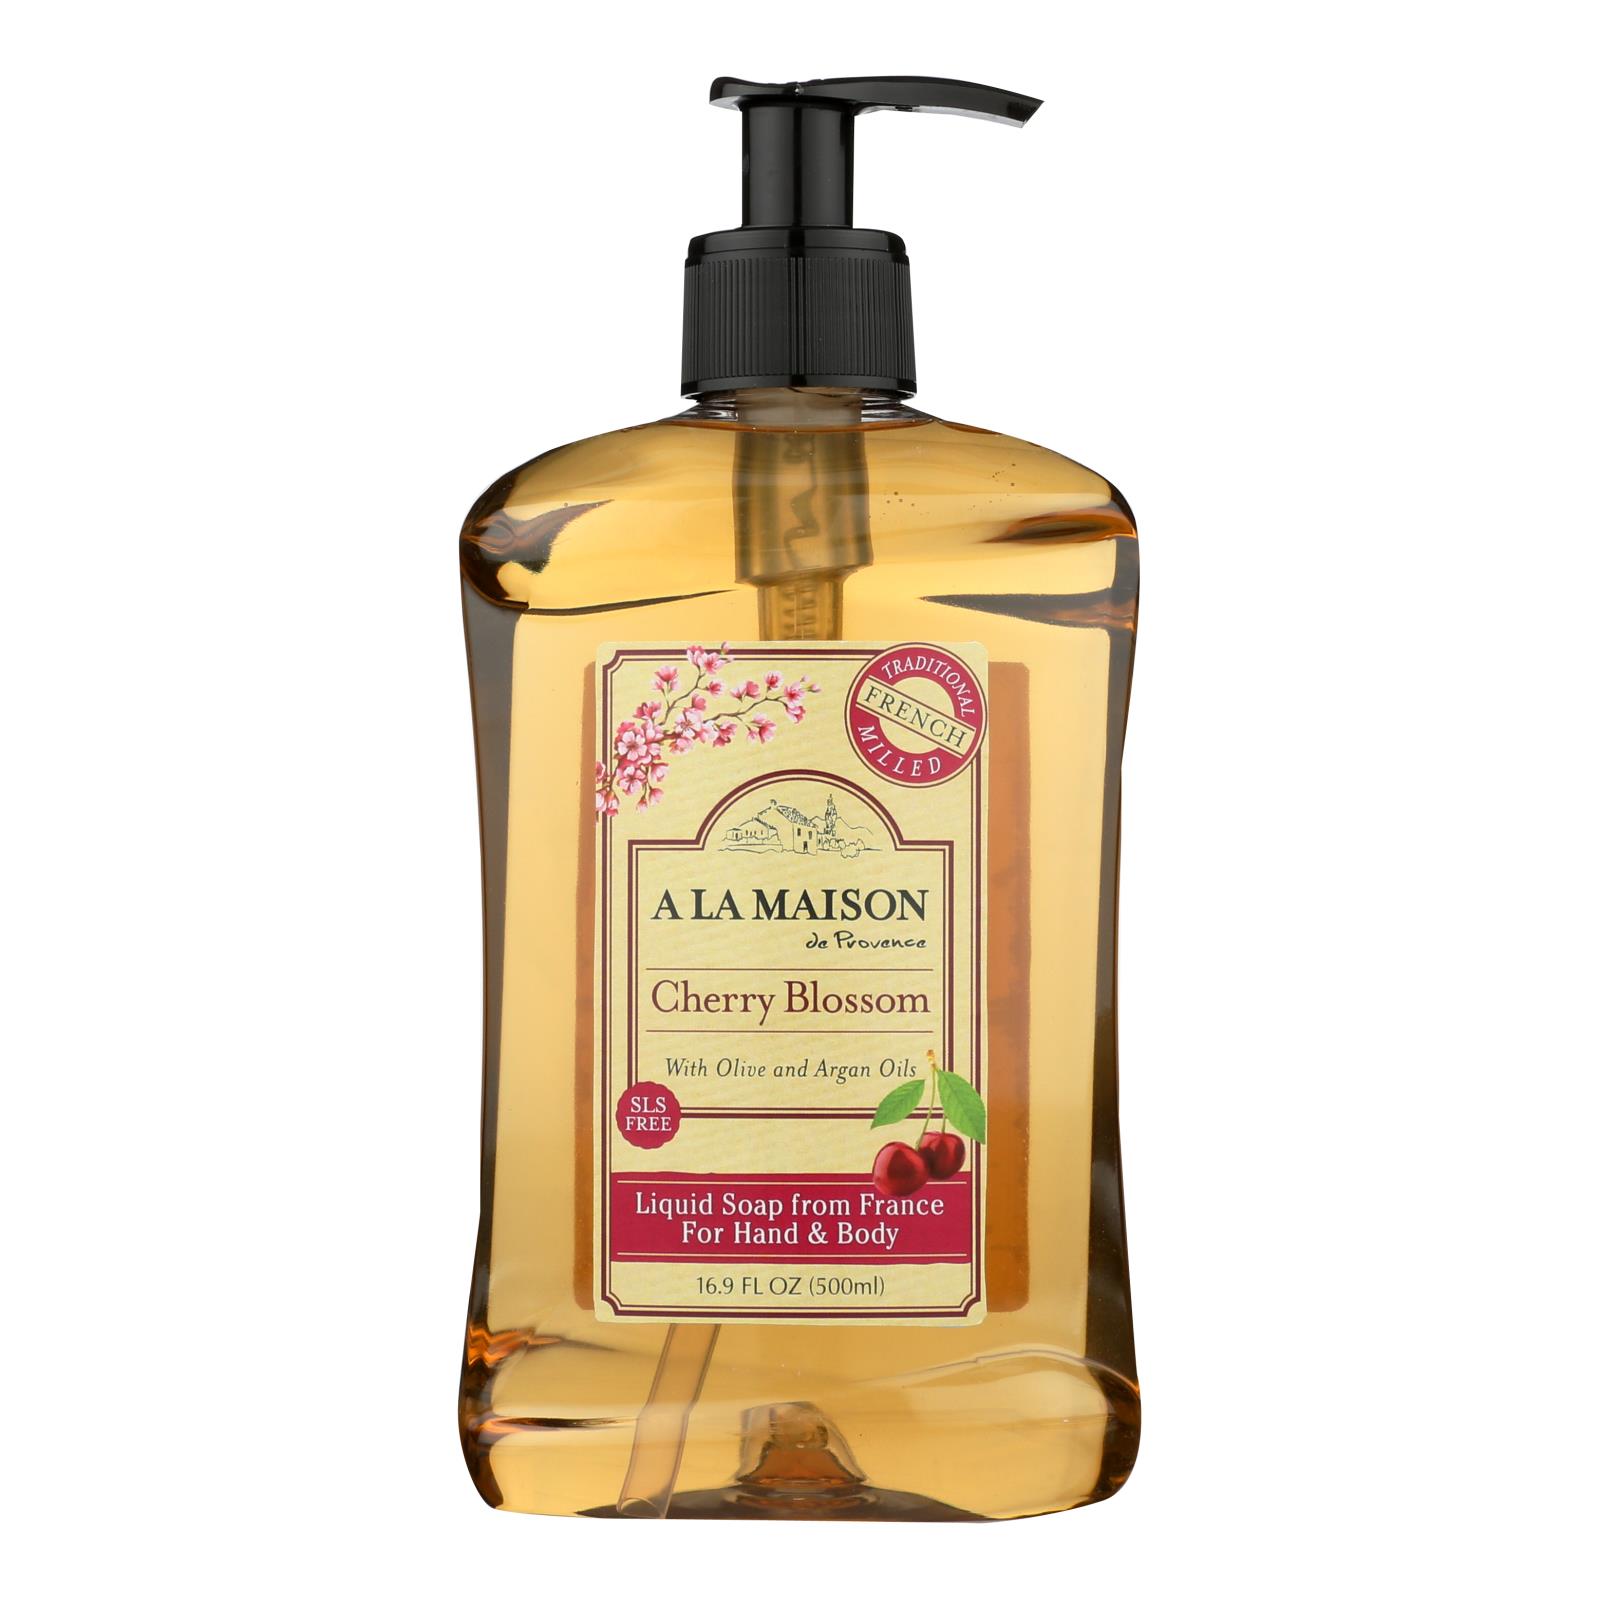 TRADITIONAL
FRENCH
MILLED
A LA MAISON
de Provence
Cherry Blossom
With Olive and Argan Oils
SLS
FREE
Liquid Soap from France
For Hand & Body
16.9 FL OZ (500ml)